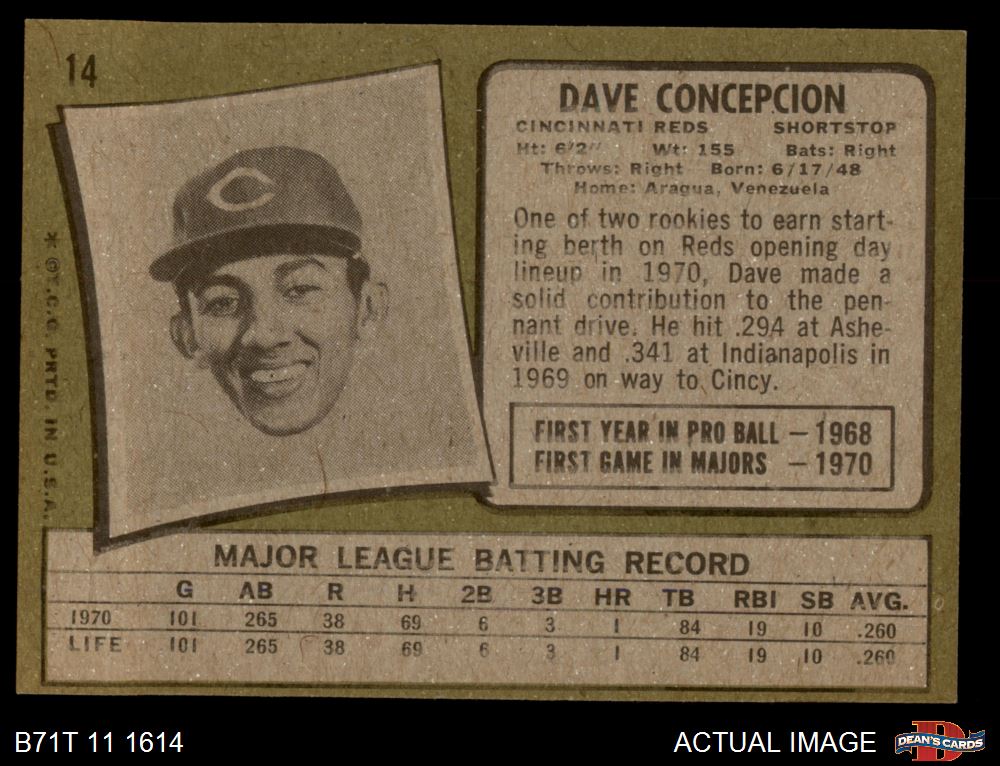 14
DAVE CONCEPCION
CINCINNATI REDS SHORTSTOP
Ht: 6'2" Wt: 155 Bats: Right
Throws: Right Born: 6/17/48
Home: Aragua, Venezuela
One of two rookies to earn start-
ing berth on Reds opening day
lineup in 1970, Dave made a
solid contribution to the pen-
nant drive. He hit .294 at Ashe-
ville and .341 at Indianapolis in
1969 on way to Cincy.
FIRST YEAR IN PRO BALL – 1968
FIRST GAME IN MAJORS – 1970
* © T.C.G. PRTD. IN U.S.A.
MAJOR LEAGUE BATTING RECORD
G AB R H 2B 3B HR TB RBI SB AVG.
1970 101 265 38 69 6 3 1 84 19 10 .260
LIFE 101 265 38 69 6 3 1 84 19 10 .260
B71T 11 1614
ACTUAL IMAGE
DEAN'S CARDS